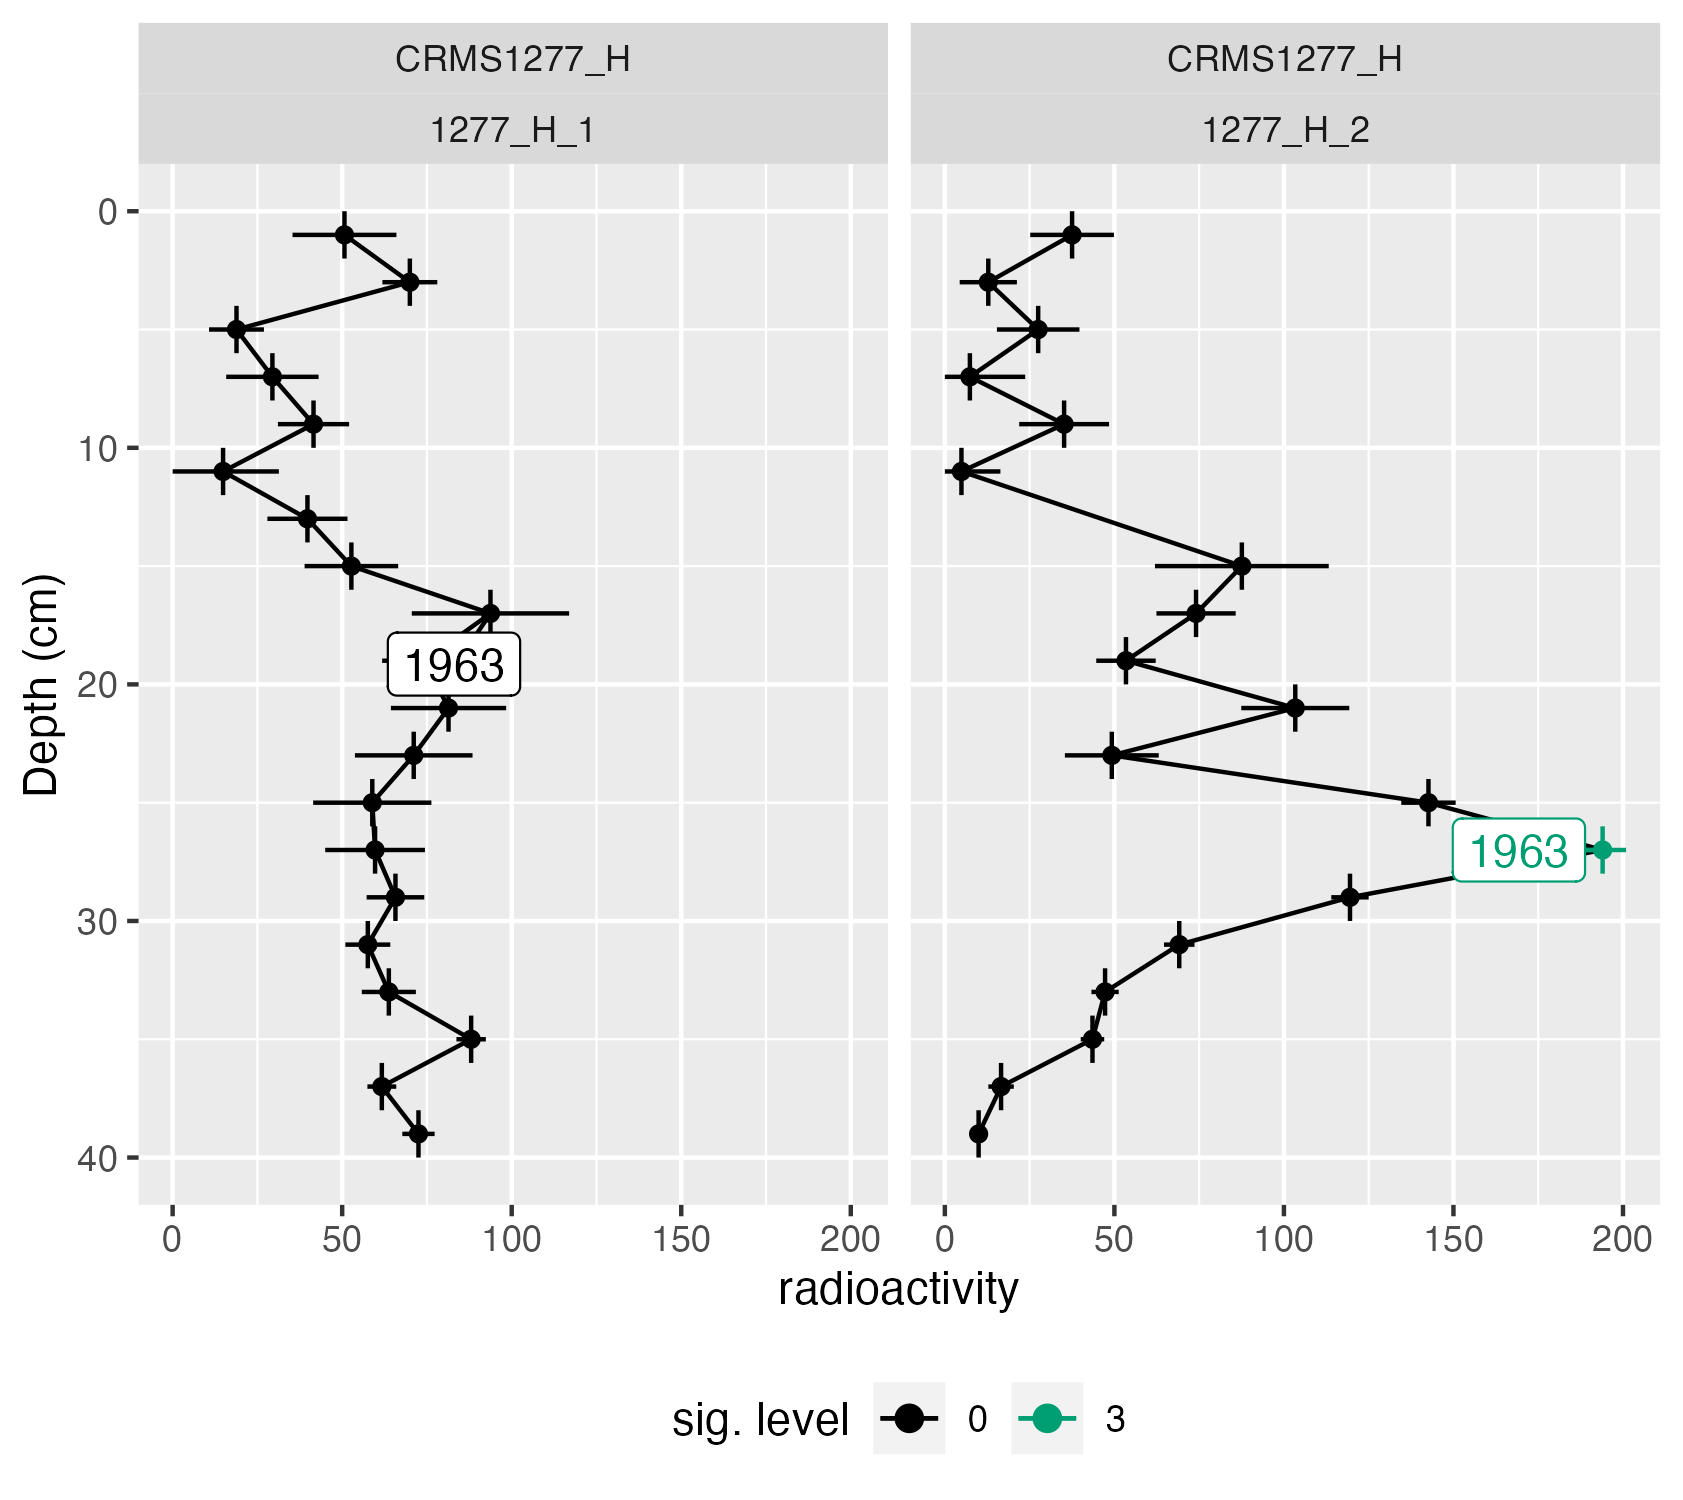 CRMS1277_H CRMS1277_H
1277_H_1 1277_H_2
Depth (cm)
0
10
20
30
40
1963
1963
0 50 100 150 200 0 50 100 150 200
radioactivity
sig. level 0 3